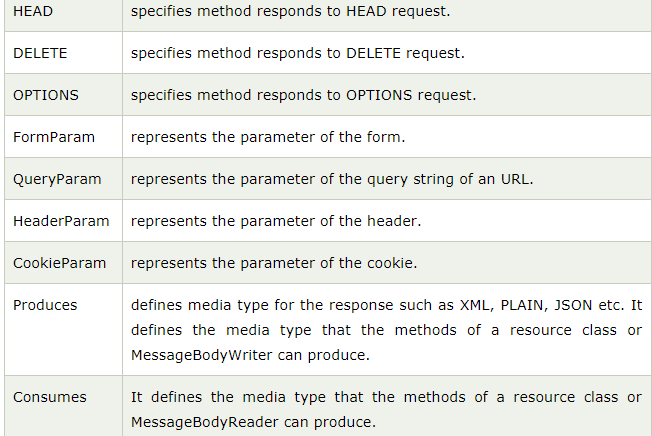 HEAD specifies method responds to HEAD request.
DELETE specifies method responds to DELETE request.
OPTIONS specifies method responds to OPTIONS request.
FormParam represents the parameter of the form.
QueryParam represents the parameter of the query string of an URL.
HeaderParam represents the parameter of the header.
CookieParam represents the parameter of the cookie.
Produces defines media type for the response such as XML, PLAIN, JSON etc. It
defines the media type that the methods of a resource class or
MessageBodyWriter can produce.
Consumes It defines the media type that the methods of a resource class or
MessageBodyReader can produce.